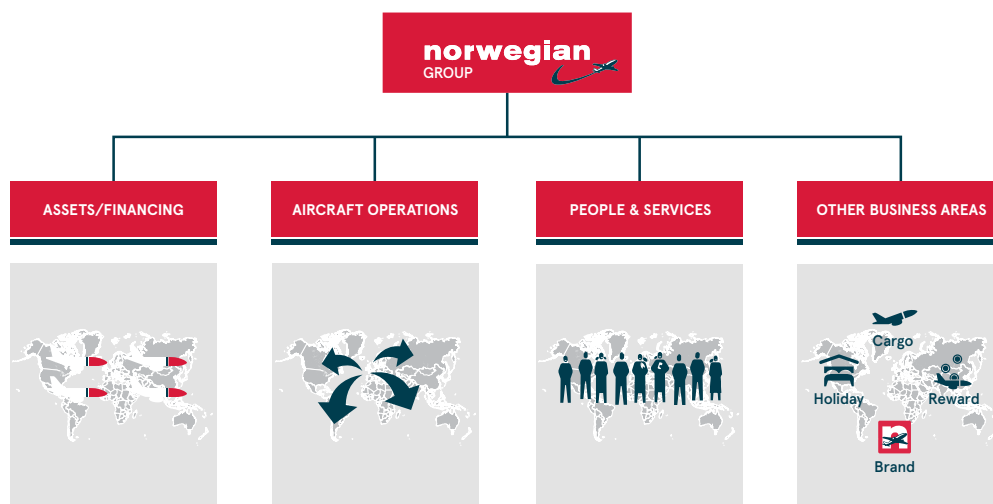 norwegian
GROUP
ASSETS/FINANCING
AIRCRAFT OPERATIONS
PEOPLE & SERVICES
OTHER BUSINESS AREAS
Cargo
Holiday
Reward
n
Brand